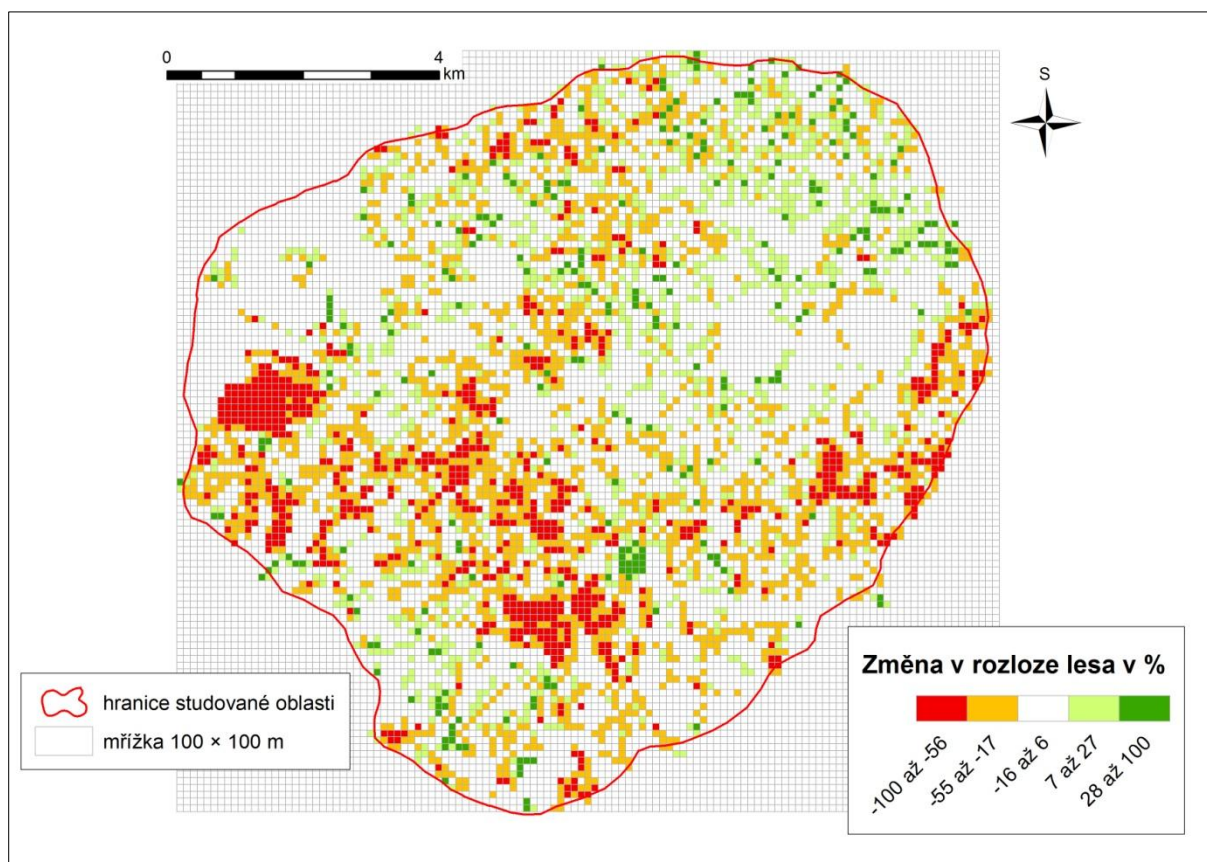 0 4
km
S
hranice studované oblasti
mřížka 100 × 100 m
Změna v rozloze lesa v %
-100 až -56
-55 až -17
-16 až 6
7 až 27
28 až 100